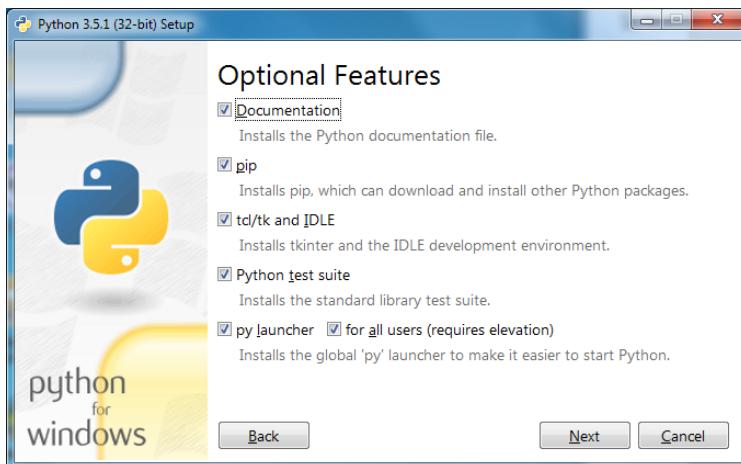 Python 3.5.1 (32-bit) Setup
Optional Features
Documentation
Installs the Python documentation file.
pip
Installs pip, which can download and install other Python packages.
tcl/tk and IDLE
Installs tkinter and the IDLE development environment.
Python test suite
Installs the standard library test suite.
py launcher for all users (requires elevation)
Installs the global 'py' launcher to make it easier to start Python.
python
for
windows
Back Next Cancel